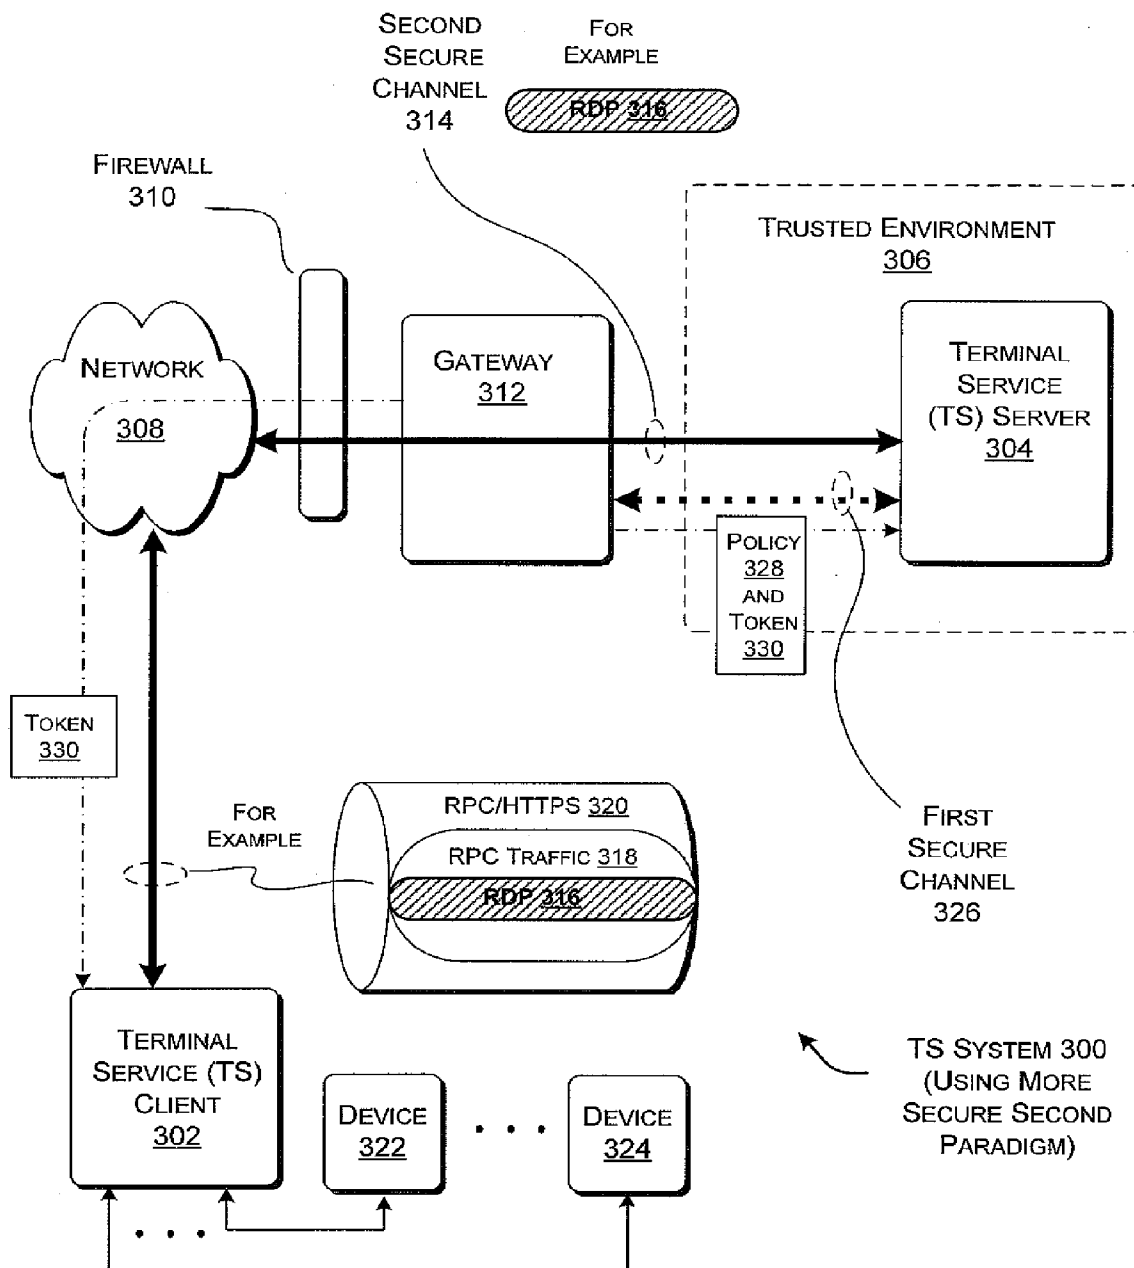 SECOND
SECURE
CHANNEL
314
FOR
EXAMPLE
RDP 316
FIREWALL
310
TRUSTED ENVIRONMENT
306
NETWORK
308
GATEWAY
312
TERMINAL
SERVICE
(TS) SERVER
304
POLICY
328
AND
TOKEN
330
TOKEN
330
FOR
EXAMPLE
RPC/HTTPS 320
RPC TRAFFIC 318
RDP 316
FIRST
SECURE
CHANNEL
326
TERMINAL
SERVICE (TS)
CLIENT
302
DEVICE
322
DEVICE
324
TS SYSTEM 300
(USING MORE
SECURE SECOND
PARADIGM)